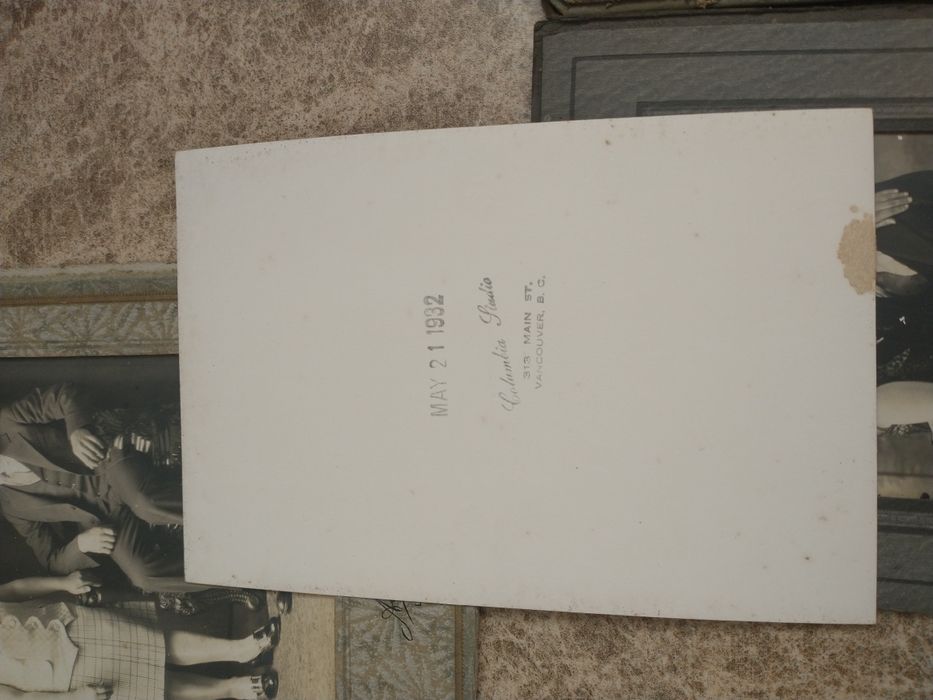 MAY 21 1932
Columbia Studio
313 MAIN ST.
VANCOUVER, B. C.